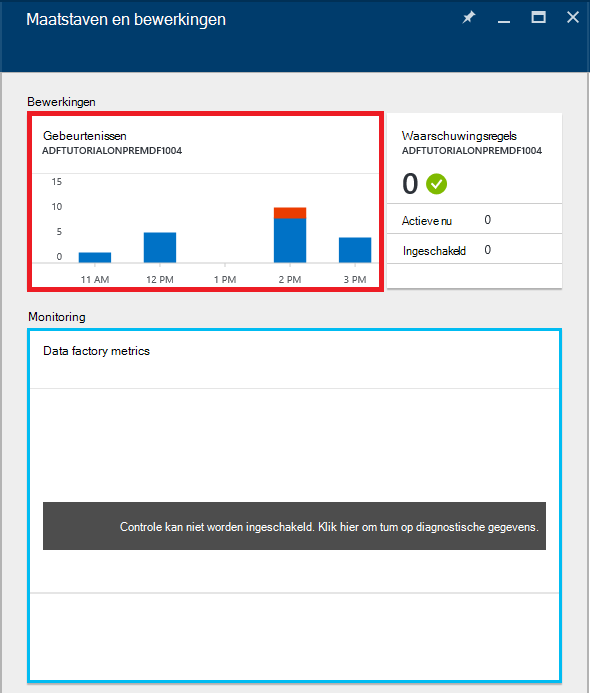 Maatstaven en bewerkingen
Bewerkingen
Gebeurtenissen
ADFTUTORIALONPREMDF1004
15
10
5
0
11 AM 12 PM 1 PM 2 PM 3 PM
Waarschuwingsregels
ADFTUTORIALONPREMDF1004
0
Actieve nu 0
Ingeschakeld 0
Monitoring
Data factory metrics
Controle kan niet worden ingeschakeld. Klik hier om tum op diagnostische gegevens.